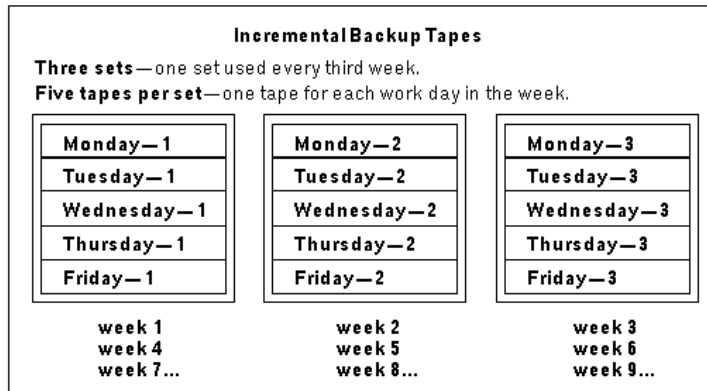 Incremental Backup Tapes
Three sets—one set used every third week.
Five tapes per set—one tape for each work day in the week.
Monday—1
Tuesday—1
Wednesday—1
Thursday—1
Friday—1
week 1
week 4
week 7...
Monday—2
Tuesday—2
Wednesday—2
Thursday—2
Friday—2
week 2
week 5
week 8...
Monday—3
Tuesday—3
Wednesday—3
Thursday—3
Friday—3
week 3
week 6
week 9...